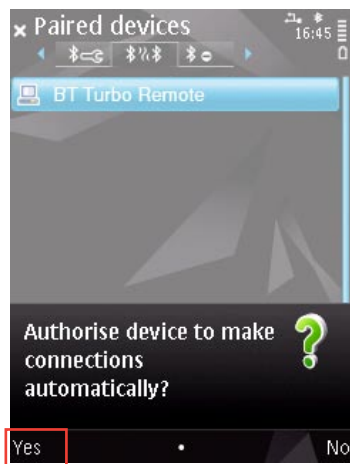 Paired devices
16:45
BT Turbo Remote
Authorise device to make
connections
automatically?
Yes
No